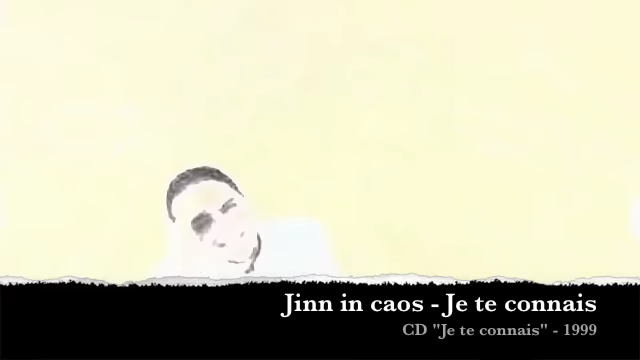 Jinn in caos - Je te connais
CD "Je te connais" - 1999